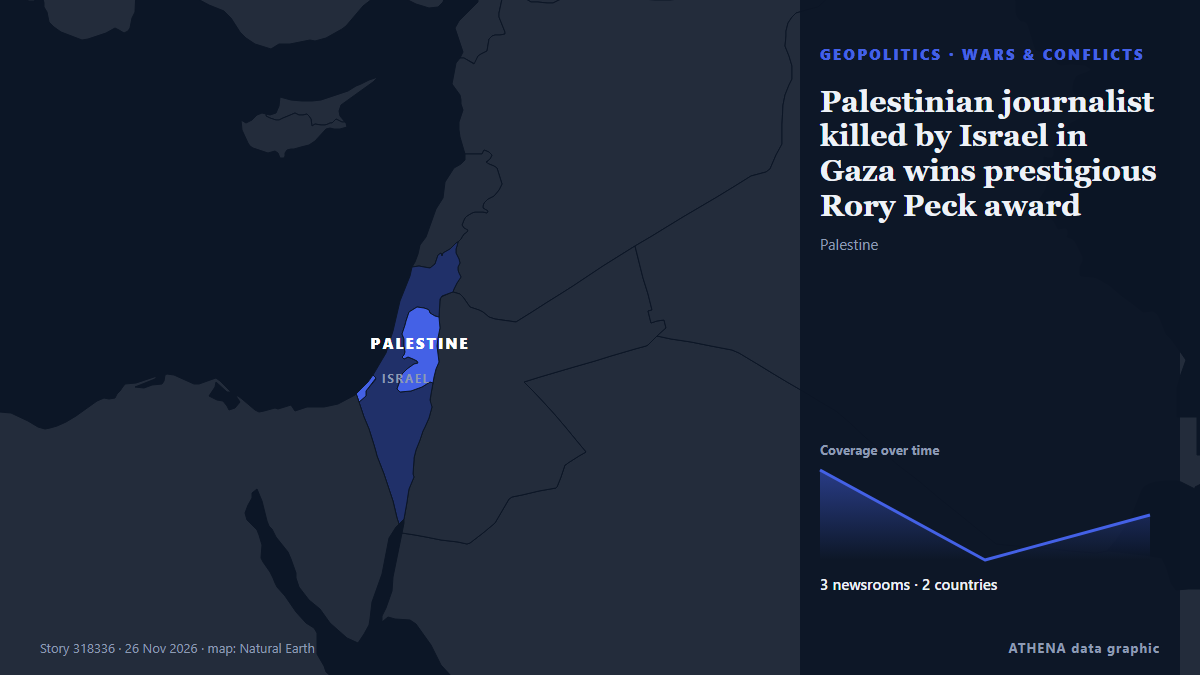 GEOPOLITICS · WARS & CONFLICTS
Palestinian journalist
killed by Israel in
Gaza wins prestigious
Rory Peck award
Palestine
PALESTINE
ISRAEL
Coverage over time
3 newsrooms · 2 countries
Story 318336 · 26 Nov 2026 · map: Natural Earth
ATHENA data graphic